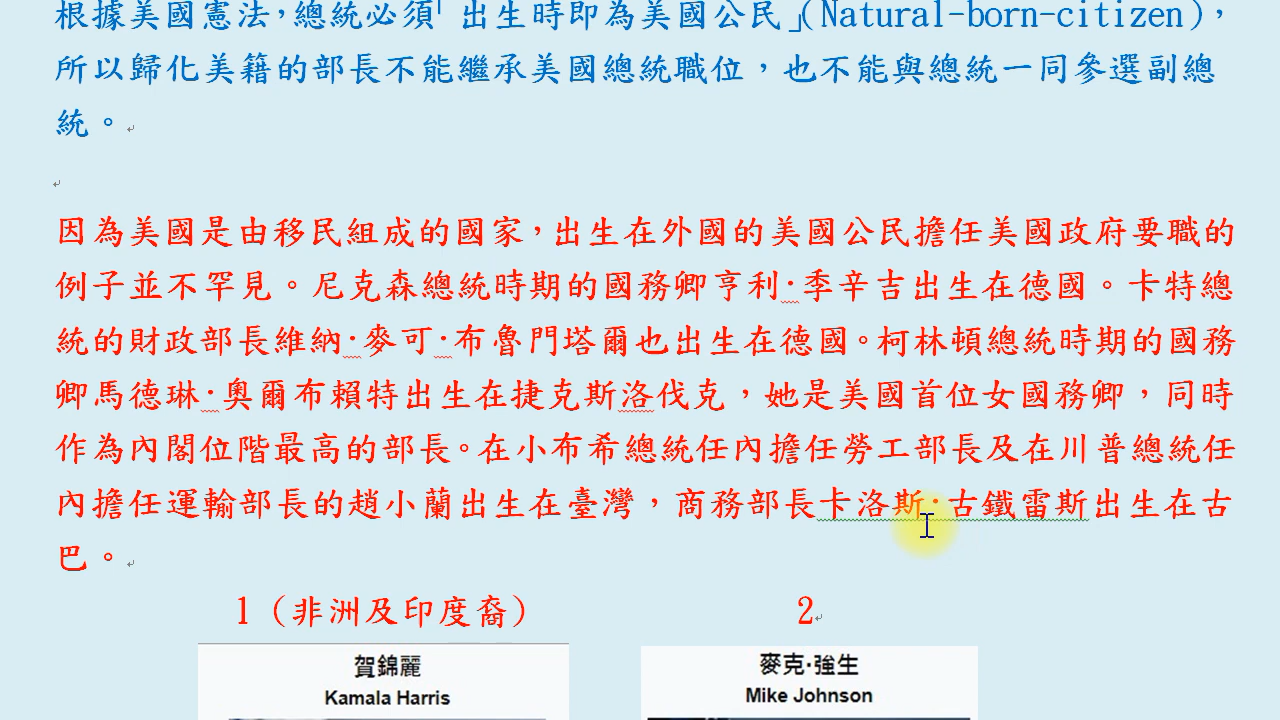 根據美國憲法,總統必須「出生時即為美國公民」(Natural-born-citizen),
所以歸化美籍的部長不能繼承美國總統職位，也不能與總統一同參選副總
統。
因為美國是由移民組成的國家,出生在外國的美國公民擔任美國政府要職的
例子並不罕見。尼克森總統時期的國務卿亨利·季辛吉出生在德國。卡特總
統的財政部長維納·麥可·布魯門塔爾也出生在德國。柯林頓總統時期的國務
卿馬德琳·奧爾布賴特出生在捷克斯洛伐克，她是美國首位女國務卿，同時
作為內閣位階最高的部長。在小布希總統任內擔任勞工部長及在川普總統任
內擔任運輸部長的趙小蘭出生在臺灣，商務部長卡洛斯·古鐵雷斯出生在古
巴。
1（非洲及印度裔） 2
賀錦麗 麥克·強生
Kamala Harris Mike Johnson